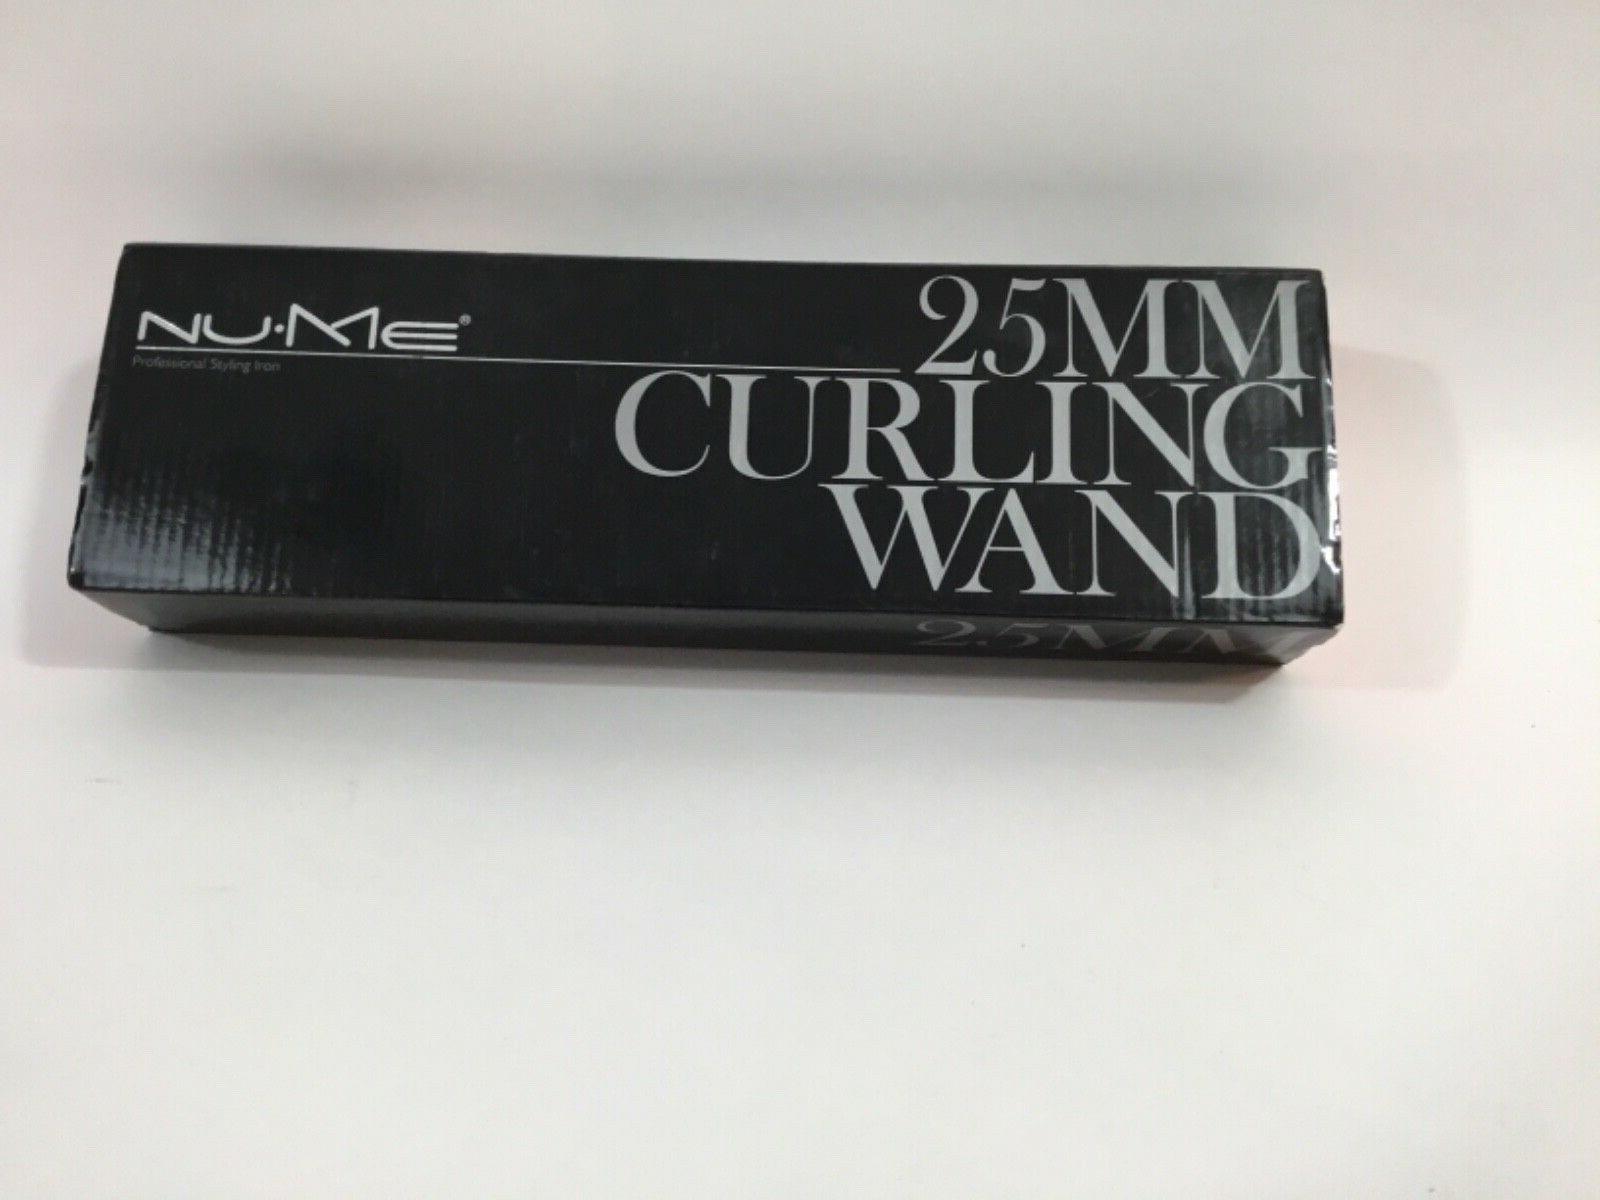 NU·ME®
Professional Styling Iron
25MM
CURLING
WAND
25MM